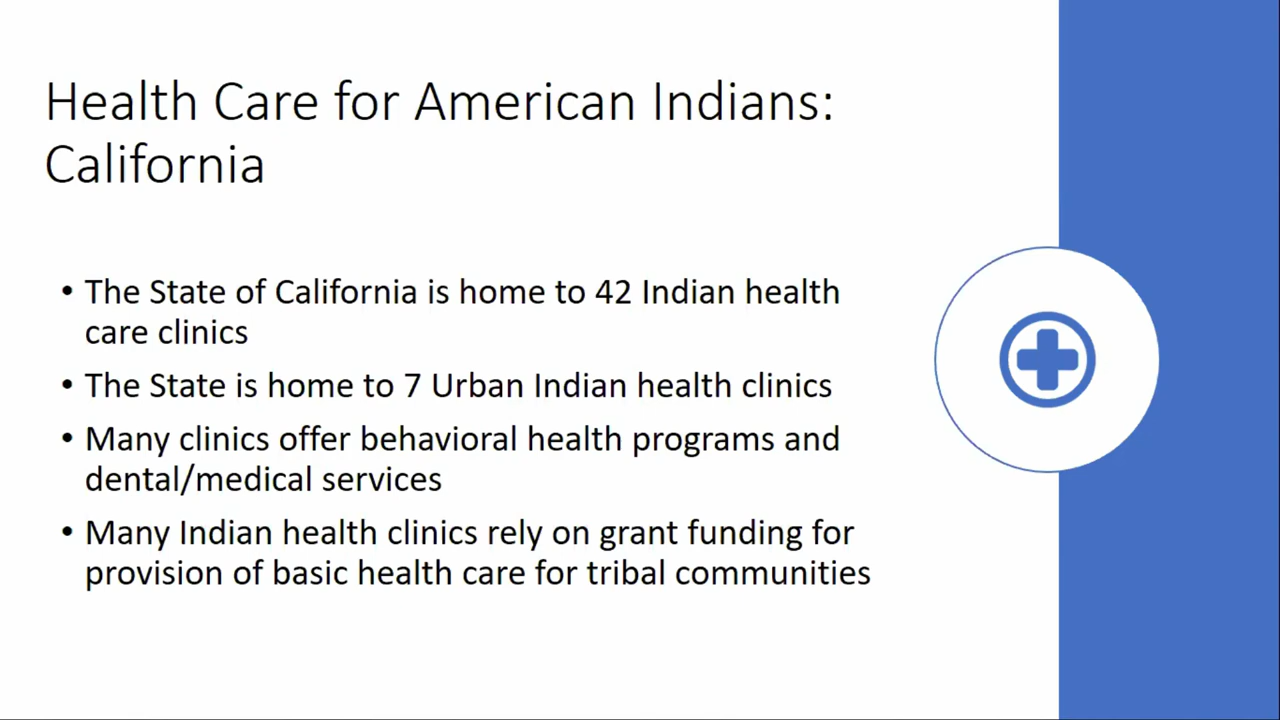 Health Care for American Indians:
California
• The State of California is home to 42 Indian health
care clinics
• The State is home to 7 Urban Indian health clinics
• Many clinics offer behavioral health programs and
dental/medical services
• Many Indian health clinics rely on grant funding for
provision of basic health care for tribal communities